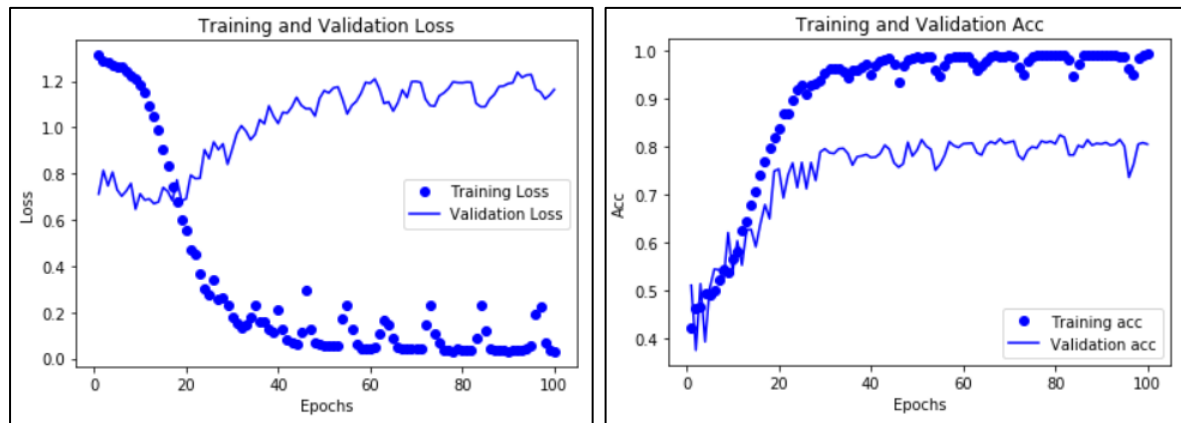 Training and Validation Loss
1.2
1.0
0.8
0.6
0.4
0.2
0.0
Loss
Training Loss
Validation Loss
0 20 40 60 80 100
Epochs
Training and Validation Acc
1.0
0.9
0.8
0.7
0.6
0.5
0.4
Acc
Training acc
Validation acc
0 20 40 60 80 100
Epochs